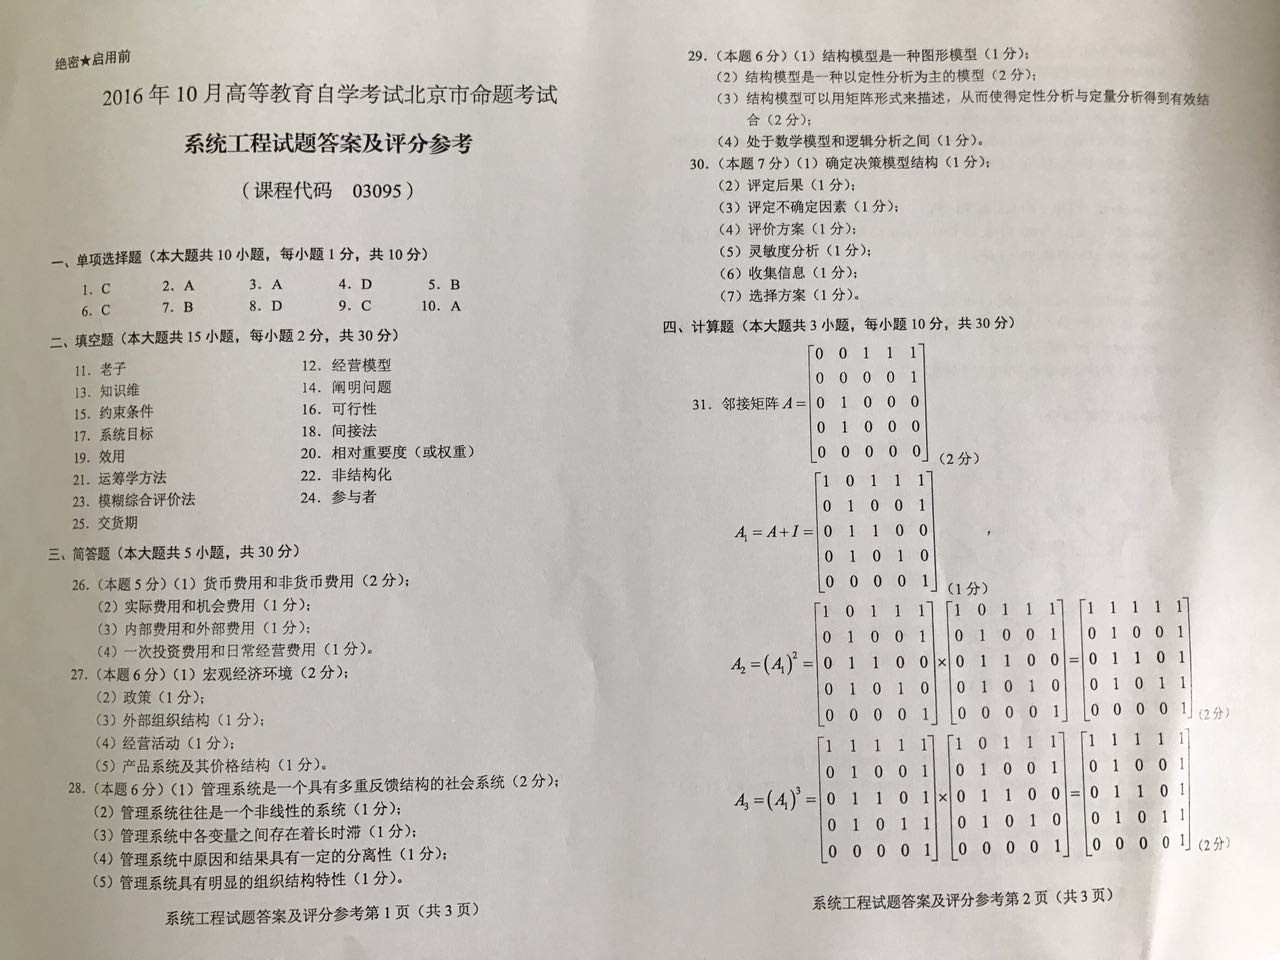 绝密★启用前
2016年10月高等教育自学考试北京市命题考试
系统工程试题答案及评分参考
（课程代码 03095）
一、单项选择题（本大题共10小题，每小题1分，共10分）
1. C 2. A 3. A 4. D 5. B
6. C 7. B 8. D 9. C 10. A
二、填空题（本大题共15小题，每小题2分，共30分）
11. 老子 12. 经营模型
13. 知识维 14. 阐明问题
15. 约束条件 16. 可行性
17. 系统目标 18. 间接法
19. 效用 20. 相对重要度（或权重）
21. 运筹学方法 22. 非结构化
23. 模糊综合评价法 24. 参与者
25. 交货期
三、简答题（本大题共5小题，共30分）
26.（本题5分）（1）货币费用和非货币费用（2分）；
（2）实际费用和机会费用（1分）；
（3）内部费用和外部费用（1分）；
（4）一次投资费用和日常经营费用（1分）。
27.（本题6分）（1）宏观经济环境（2分）；
（2）政策（1分）；
（3）外部组织结构（1分）；
（4）经营活动（1分）；
（5）产品系统及其价格结构（1分）。
28.（本题6分）（1）管理系统是一个具有多重反馈结构的社会系统（2分）；
（2）管理系统往往是一个非线性的系统（1分）；
（3）管理系统中各变量之间存在着长时滞（1分）；
（4）管理系统中原因和结果具有一定的分离性（1分）；
（5）管理系统具有明显的组织结构特性（1分）。
系统工程试题答案及评分参考第1页（共3页）
29.（本题6分）（1）结构模型是一种图形模型（1分）；
（2）结构模型是一种以定性分析为主的模型（2分）；
（3）结构模型可以用矩阵形式来描述，从而使得定性分析与定量分析得到有效结
合（2分）；
（4）处于数学模型和逻辑分析之间（1分）。
30.（本题7分）（1）确定决策模型结构（1分）；
（2）评定后果（1分）；
（3）评定不确定因素（1分）；
（4）评价方案（1分）；
（5）灵敏度分析（1分）；
（6）收集信息（1分）；
（7）选择方案（1分）。
四、计算题（本大题共3小题，每小题10分，共30分）
0 0 1 1 1
0 0 0 0 1
31. 邻接矩阵 A = 0 1 0 0 0
0 1 0 0 0
0 0 0 0 0 （2分）
1 0 1 1 1
0 1 0 0 1
A₁ = A + I = 0 1 1 0 0 ，
0 1 0 1 0
0 0 0 0 1 （1分）
1 0 1 1 1 1 0 1 1 1 1 1 1 1 1
0 1 0 0 1 0 1 0 0 1 0 1 0 0 1
A₂ = (A₁)² = 0 1 1 0 0 × 0 1 1 0 0 = 0 1 1 0 1
0 1 0 1 0 0 1 0 1 0 0 1 0 1 1
0 0 0 0 1 0 0 0 0 1 0 0 0 0 1 （2分）
1 1 1 1 1 1 0 1 1 1 1 1 1 1 1
0 1 0 0 1 0 1 0 0 1 0 1 0 0 1
A₃ = (A₁)³ = 0 1 1 0 1 × 0 1 1 0 0 = 0 1 1 0 1
0 1 0 1 1 0 1 0 1 0 0 1 0 1 1
0 0 0 0 1 0 0 0 0 1 0 0 0 0 1 （2分）
系统工程试题答案及评分参考第2页（共3页）